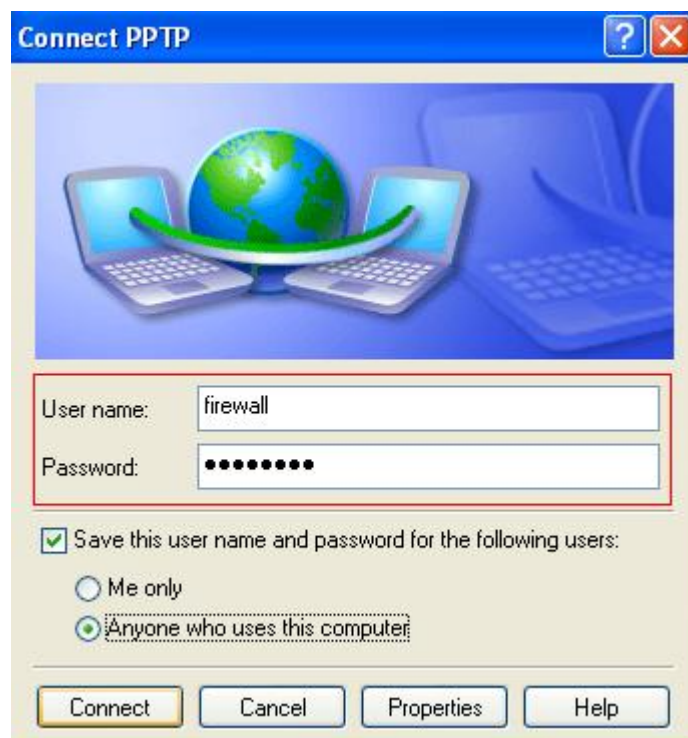 Connect PPTP
User name: firewall
Password: ••••••••
Save this user name and password for the following users:
Me only
Anyone who uses this computer
Connect Cancel Properties Help